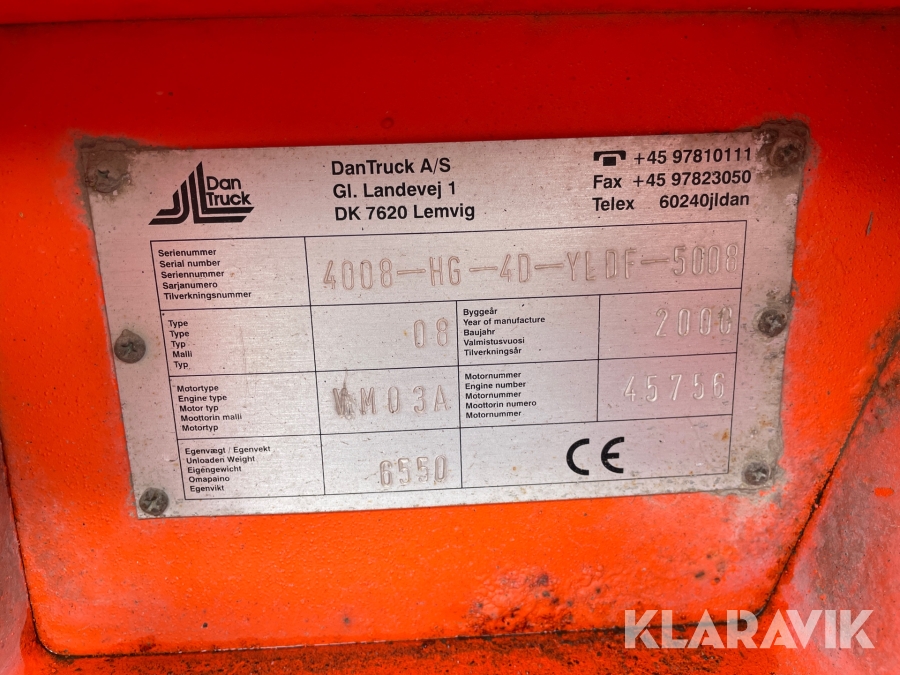 Dan
Truck
DanTruck A/S
Gl. Landevej 1
DK 7620 Lemvig
+45 97810111
Fax +45 97823050
Telex 60240jldan
Serienummer
Serial number
Seriennummer
Sarjanumero
Tilverkningsnummer
4008-HG-4D-YLDF-5008
Type
Type
Typ
Malli
Typ
08
Byggeår
Year of manufacture
Baujahr
Valmistusvuosi
Tilverkningsår
2000
Motortype
Engine type
Motor typ
Moottorin malli
Motortyp
MM03A
Motornummer
Engine number
Motornummer
Moottorin numero
Motornummer
45756
Egenvægt / Egenvekt
Unloaden Weight
Eigengewicht
Omapaino
Egenvikt
6550
CE
KLARAVIK